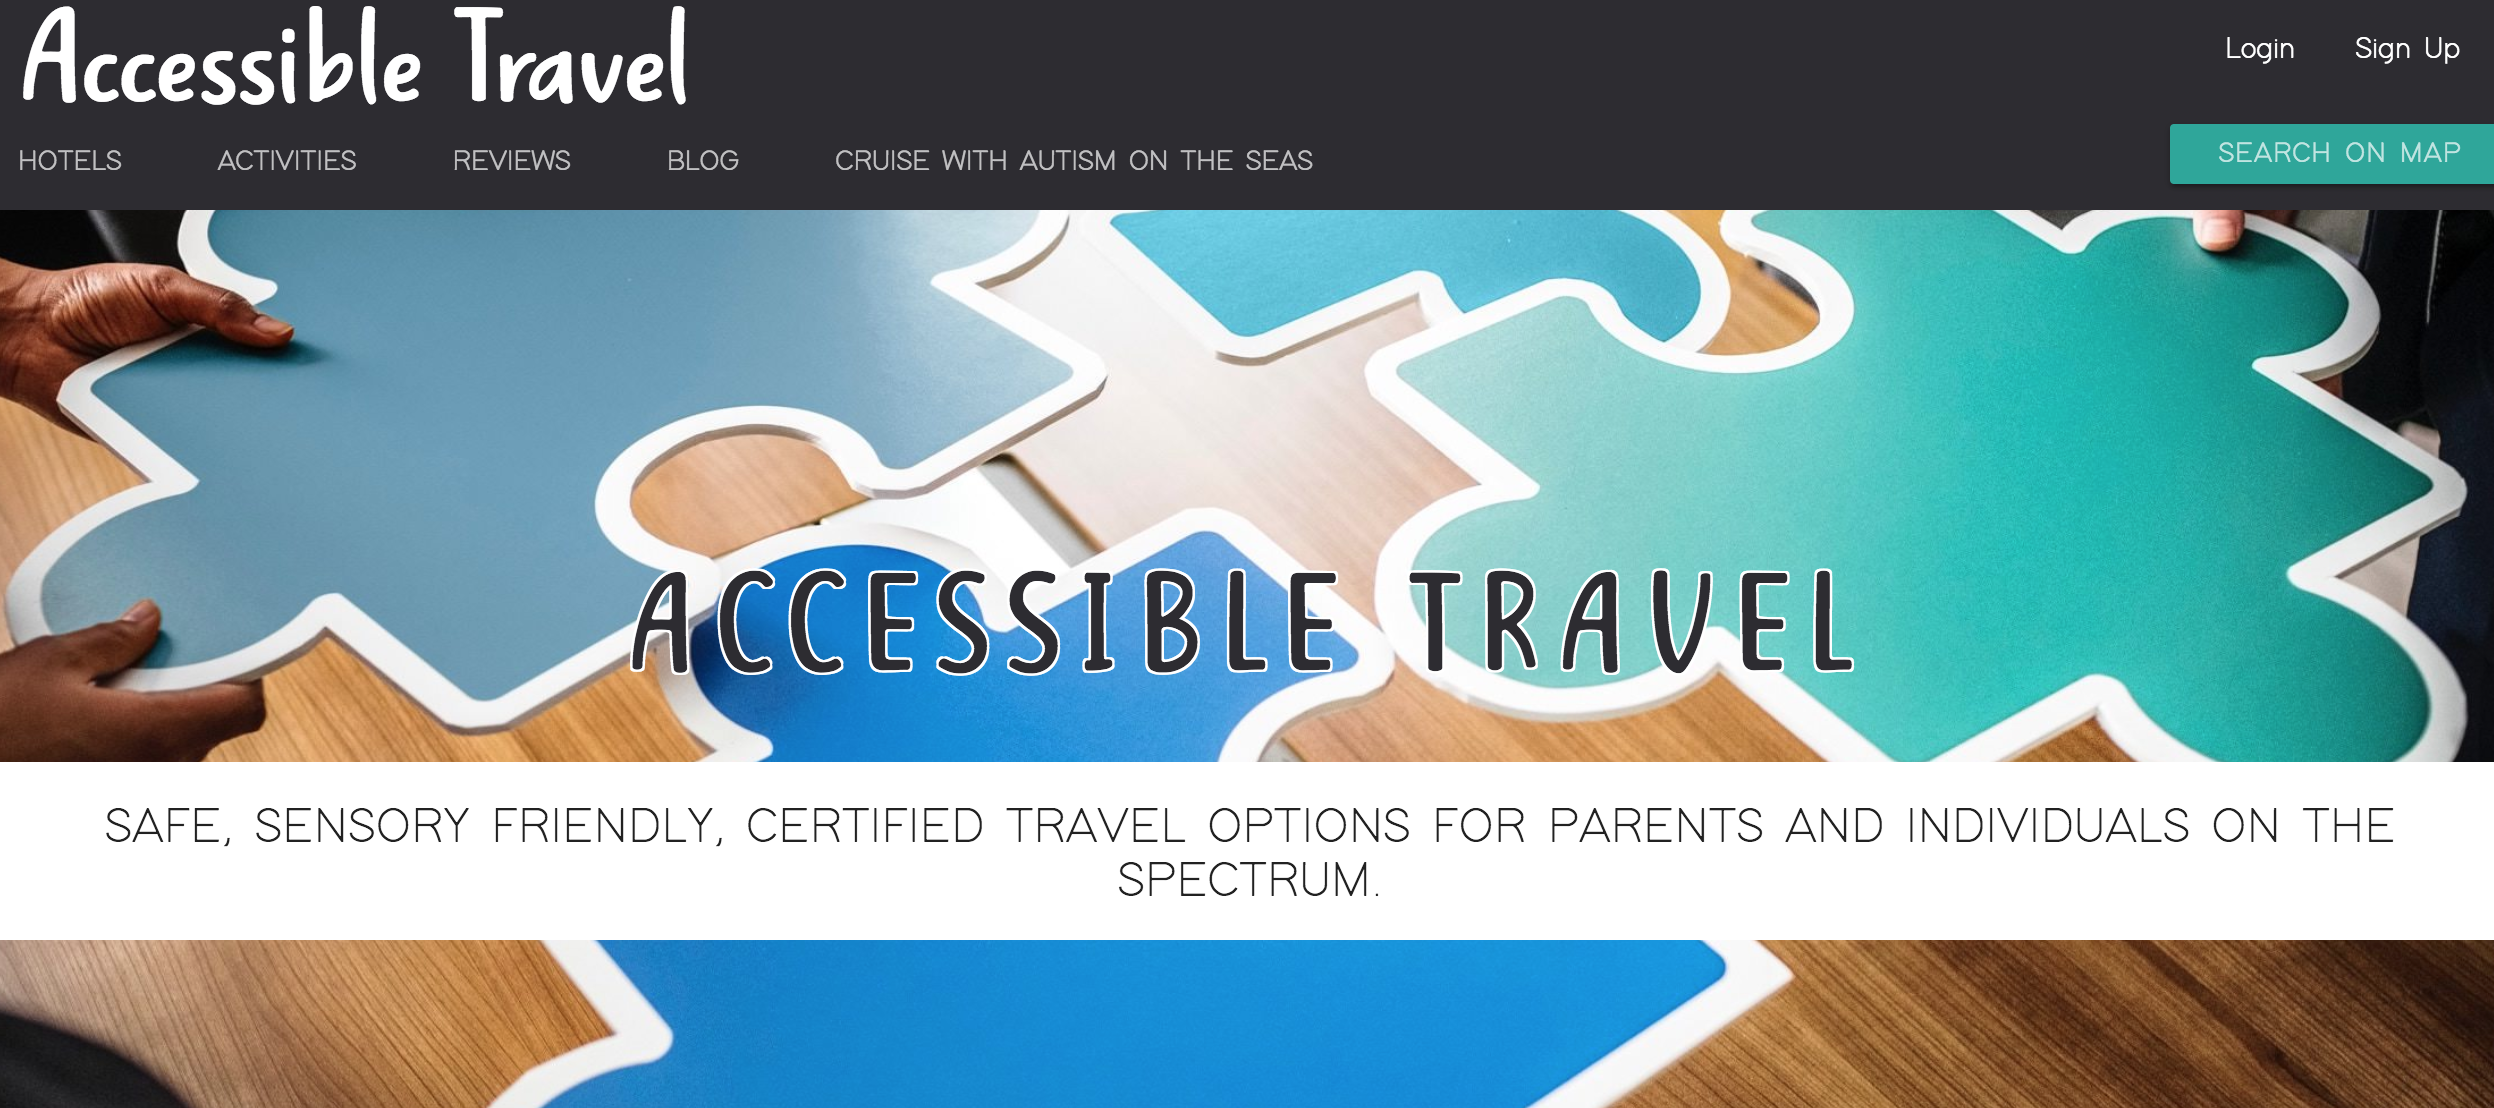 Accessible Travel
Login
Sign Up
HOTELS
ACTIVITIES
REVIEWS
BLOG
CRUISE WITH AUTISM ON THE SEAS
SEARCH ON MAP
ACCESSIBLE TRAVEL
SAFE, SENSORY FRIENDLY, CERTIFIED TRAVEL OPTIONS FOR PARENTS AND INDIVIDUALS ON THE
SPECTRUM.